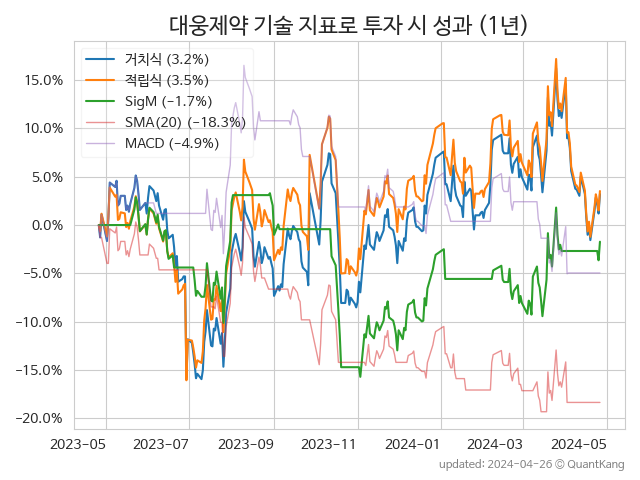 대웅제약 기술 지표로 투자 시 성과 (1년)
거치식 (3.2%)
적립식 (3.5%)
SigM (−1.7%)
SMA(20) (−18.3%)
MACD (−4.9%)
15.0%
10.0%
5.0%
0.0%
−5.0%
−10.0%
−15.0%
−20.0%
2023-05 2023-07 2023-09 2023-11 2024-01 2024-03 2024-05
updated: 2024-04-26 © QuantKang